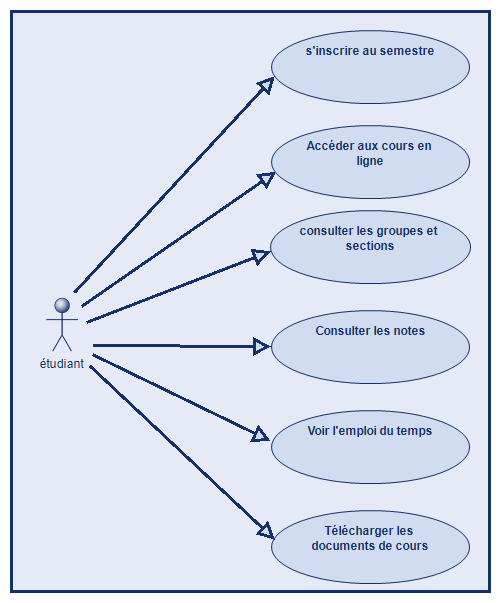 s'inscrire au semestre
Accéder aux cours en
ligne
consulter les groupes et
sections
Consulter les notes
étudiant
Voir l'emploi du temps
Télécharger les
documents de cours